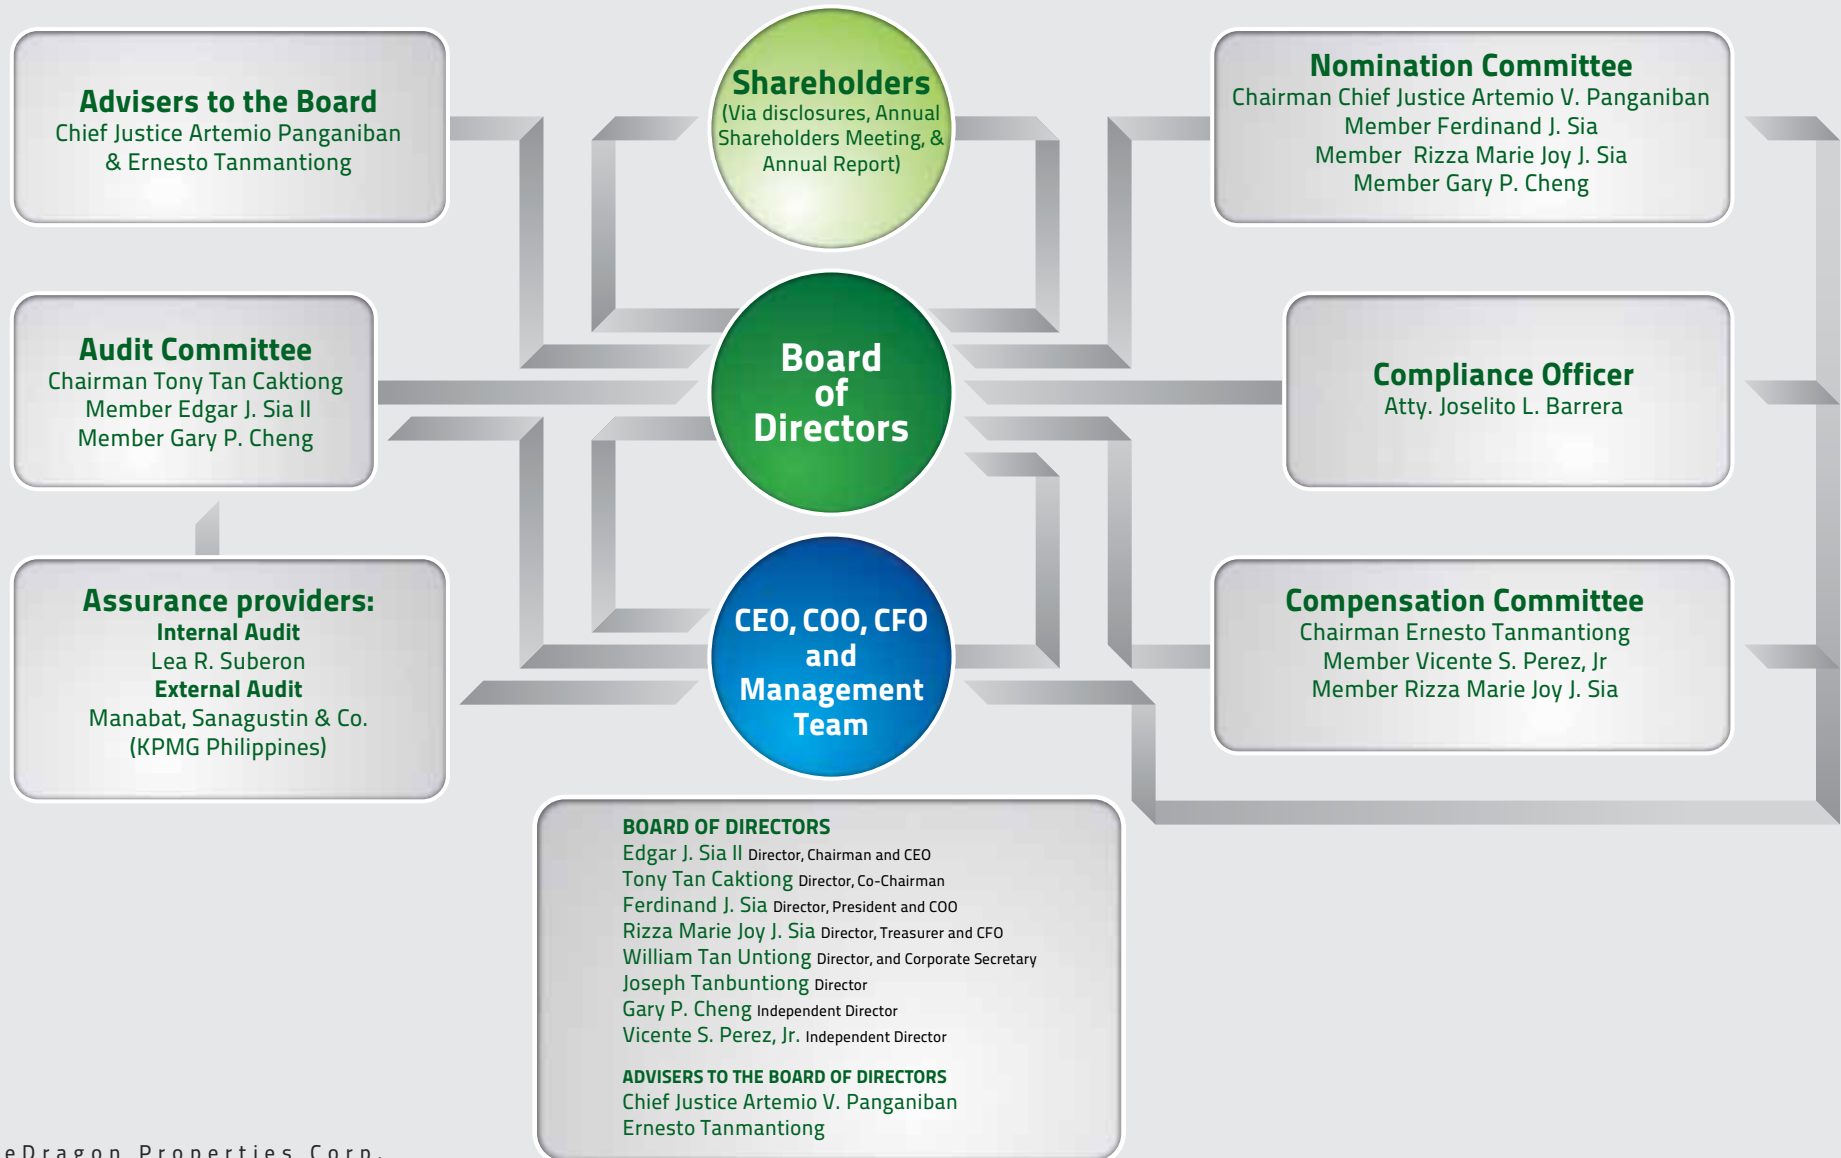 Advisers to the Board
Chief Justice Artemio Panganiban
& Ernesto Tanmantiong
Shareholders
(Via disclosures, Annual
Shareholders Meeting, &
Annual Report)
Nomination Committee
Chairman Chief Justice Artemio V. Panganiban
Member Ferdinand J. Sia
Member Rizza Marie Joy J. Sia
Member Gary P. Cheng
Audit Committee
Chairman Tony Tan Caktiong
Member Edgar J. Sia II
Member Gary P. Cheng
Board
of
Directors
Compliance Officer
Atty. Joselito L. Barrera
Assurance providers:
Internal Audit
Lea R. Suberon
External Audit
Manabat, Sanagustin & Co.
(KPMG Philippines)
CEO, COO, CFO
and
Management
Team
Compensation Committee
Chairman Ernesto Tanmantiong
Member Vicente S. Perez, Jr
Member Rizza Marie Joy J. Sia
BOARD OF DIRECTORS
Edgar J. Sia II Director, Chairman and CEO
Tony Tan Caktiong Director, Co-Chairman
Ferdinand J. Sia Director, President and COO
Rizza Marie Joy J. Sia Director, Treasurer and CFO
William Tan Untiong Director, and Corporate Secretary
Joseph Tanbuntiong Director
Gary P. Cheng Independent Director
Vicente S. Perez, Jr. Independent Director
ADVISERS TO THE BOARD OF DIRECTORS
Chief Justice Artemio V. Panganiban
Ernesto Tanmantiong
eDragon Properties Corp.